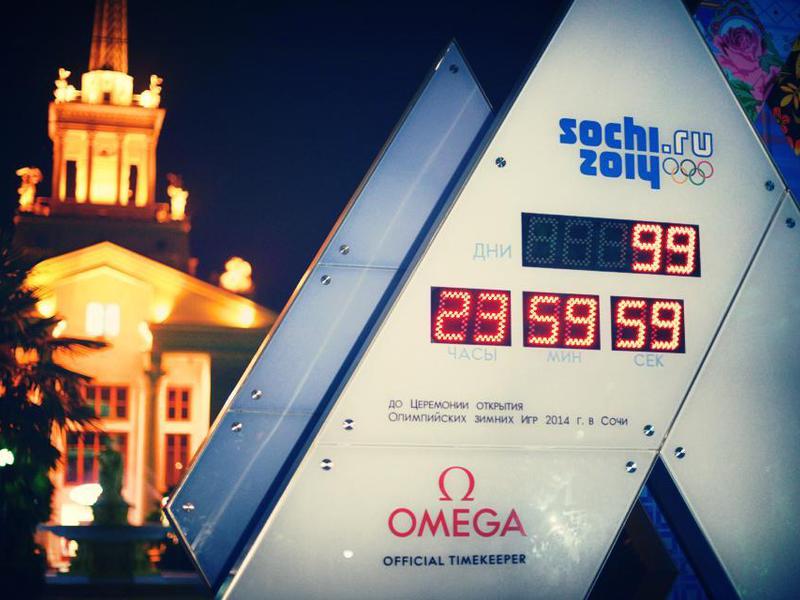 sochi.ru
2014
ДНИ 99
23 59 59
ЧАСЫ МИН СЕК
до Церемонии открытия
Олимпийских зимних Игр 2014 г. в Сочи
Ω
OMEGA
OFFICIAL TIMEKEEPER